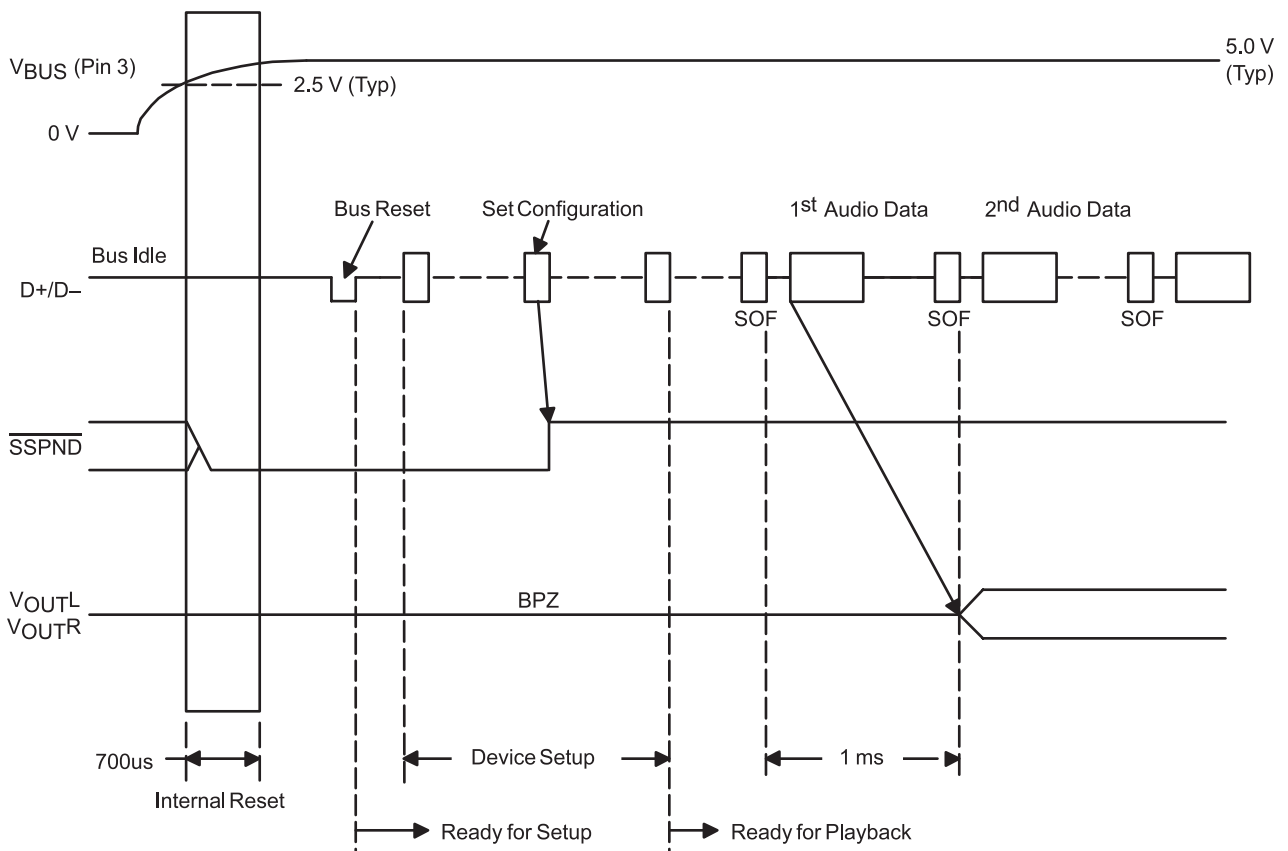 VBUS (Pin 3)
5.0 V
(Typ)
2.5 V (Typ)
0 V
Bus Reset
Set Configuration
1st Audio Data
2nd Audio Data
Bus Idle
D+/D–
SOF
SOF
SOF
SSPND
VOUTL
VOUTR
BPZ
700us
Device Setup
1 ms
Internal Reset
Ready for Setup
Ready for Playback